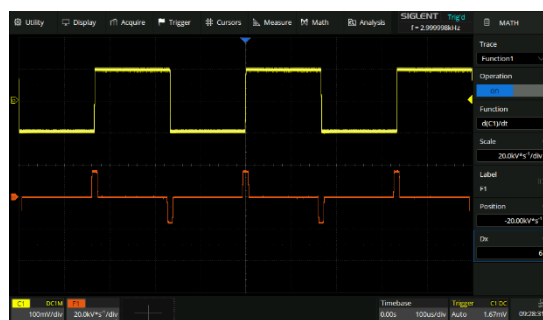 Utility Display Acquire Trigger Cursors Measure Math Analysis SIGLENT Trig'd
f = 2.999998kHz
MATH
Trace
Function1
Operation
on
Function
d(C1)/dt
Scale
20.0kV*s⁻¹/div
Label
F1
Position
-20.00kV*s⁻¹
Dx
6
C1 DC1M F1 Timebase Trigger C1 DC
100mV/div 20.0kV*s⁻¹/div 0.00s 100us/div Auto 1.67mV 09:28:3